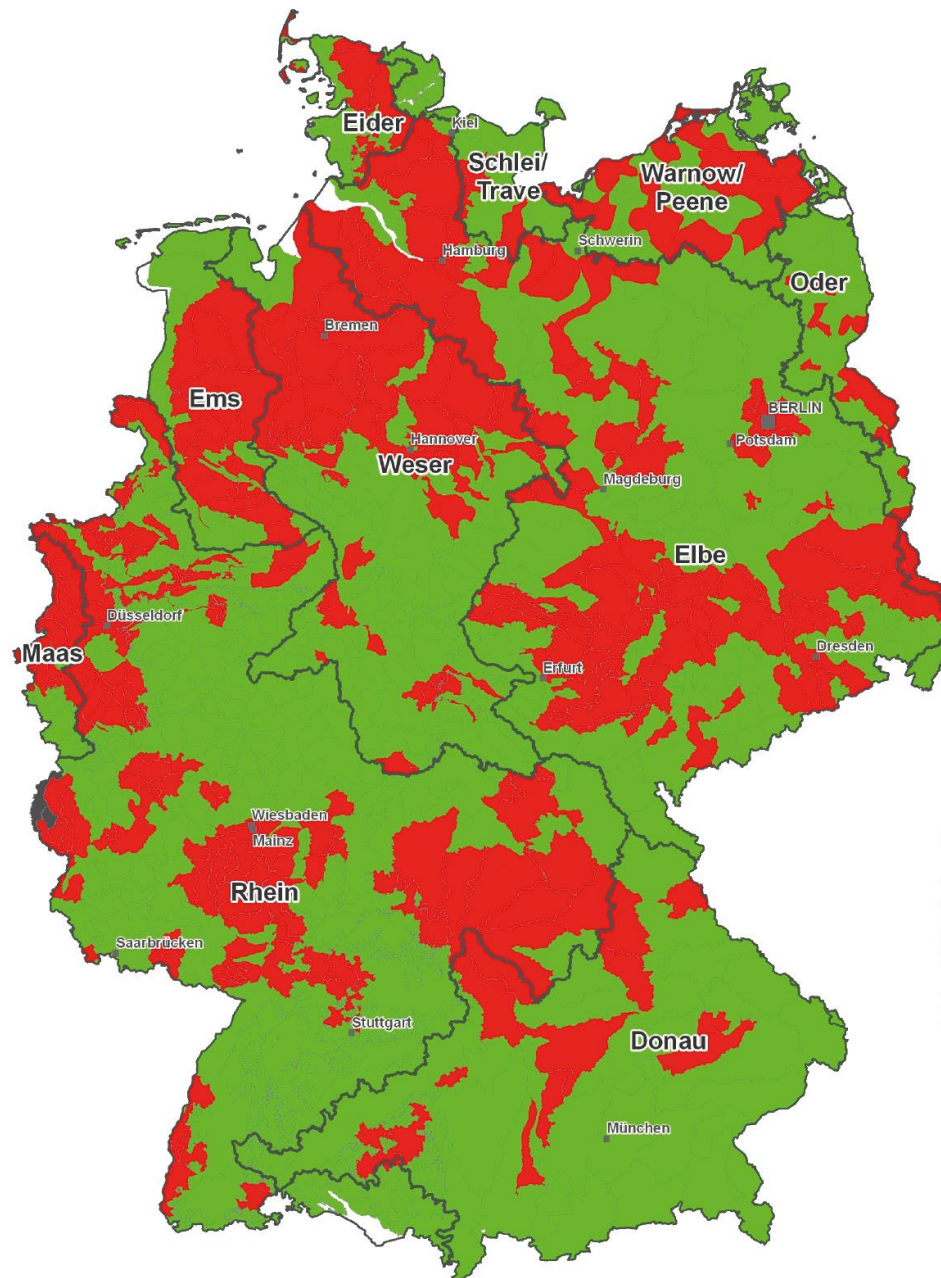 Eider
Kiel
Schlei/
Trave
Warnow/
Peene
Hamburg
Schwerin
Oder
Bremen
Ems
BERLIN
Hannover
Potsdam
Weser
Magdeburg
Elbe
Düsseldorf
Maas
Dresden
Erfurt
Wiesbaden
Mainz
Rhein
Saarbrücken
Stuttgart
Donau
München